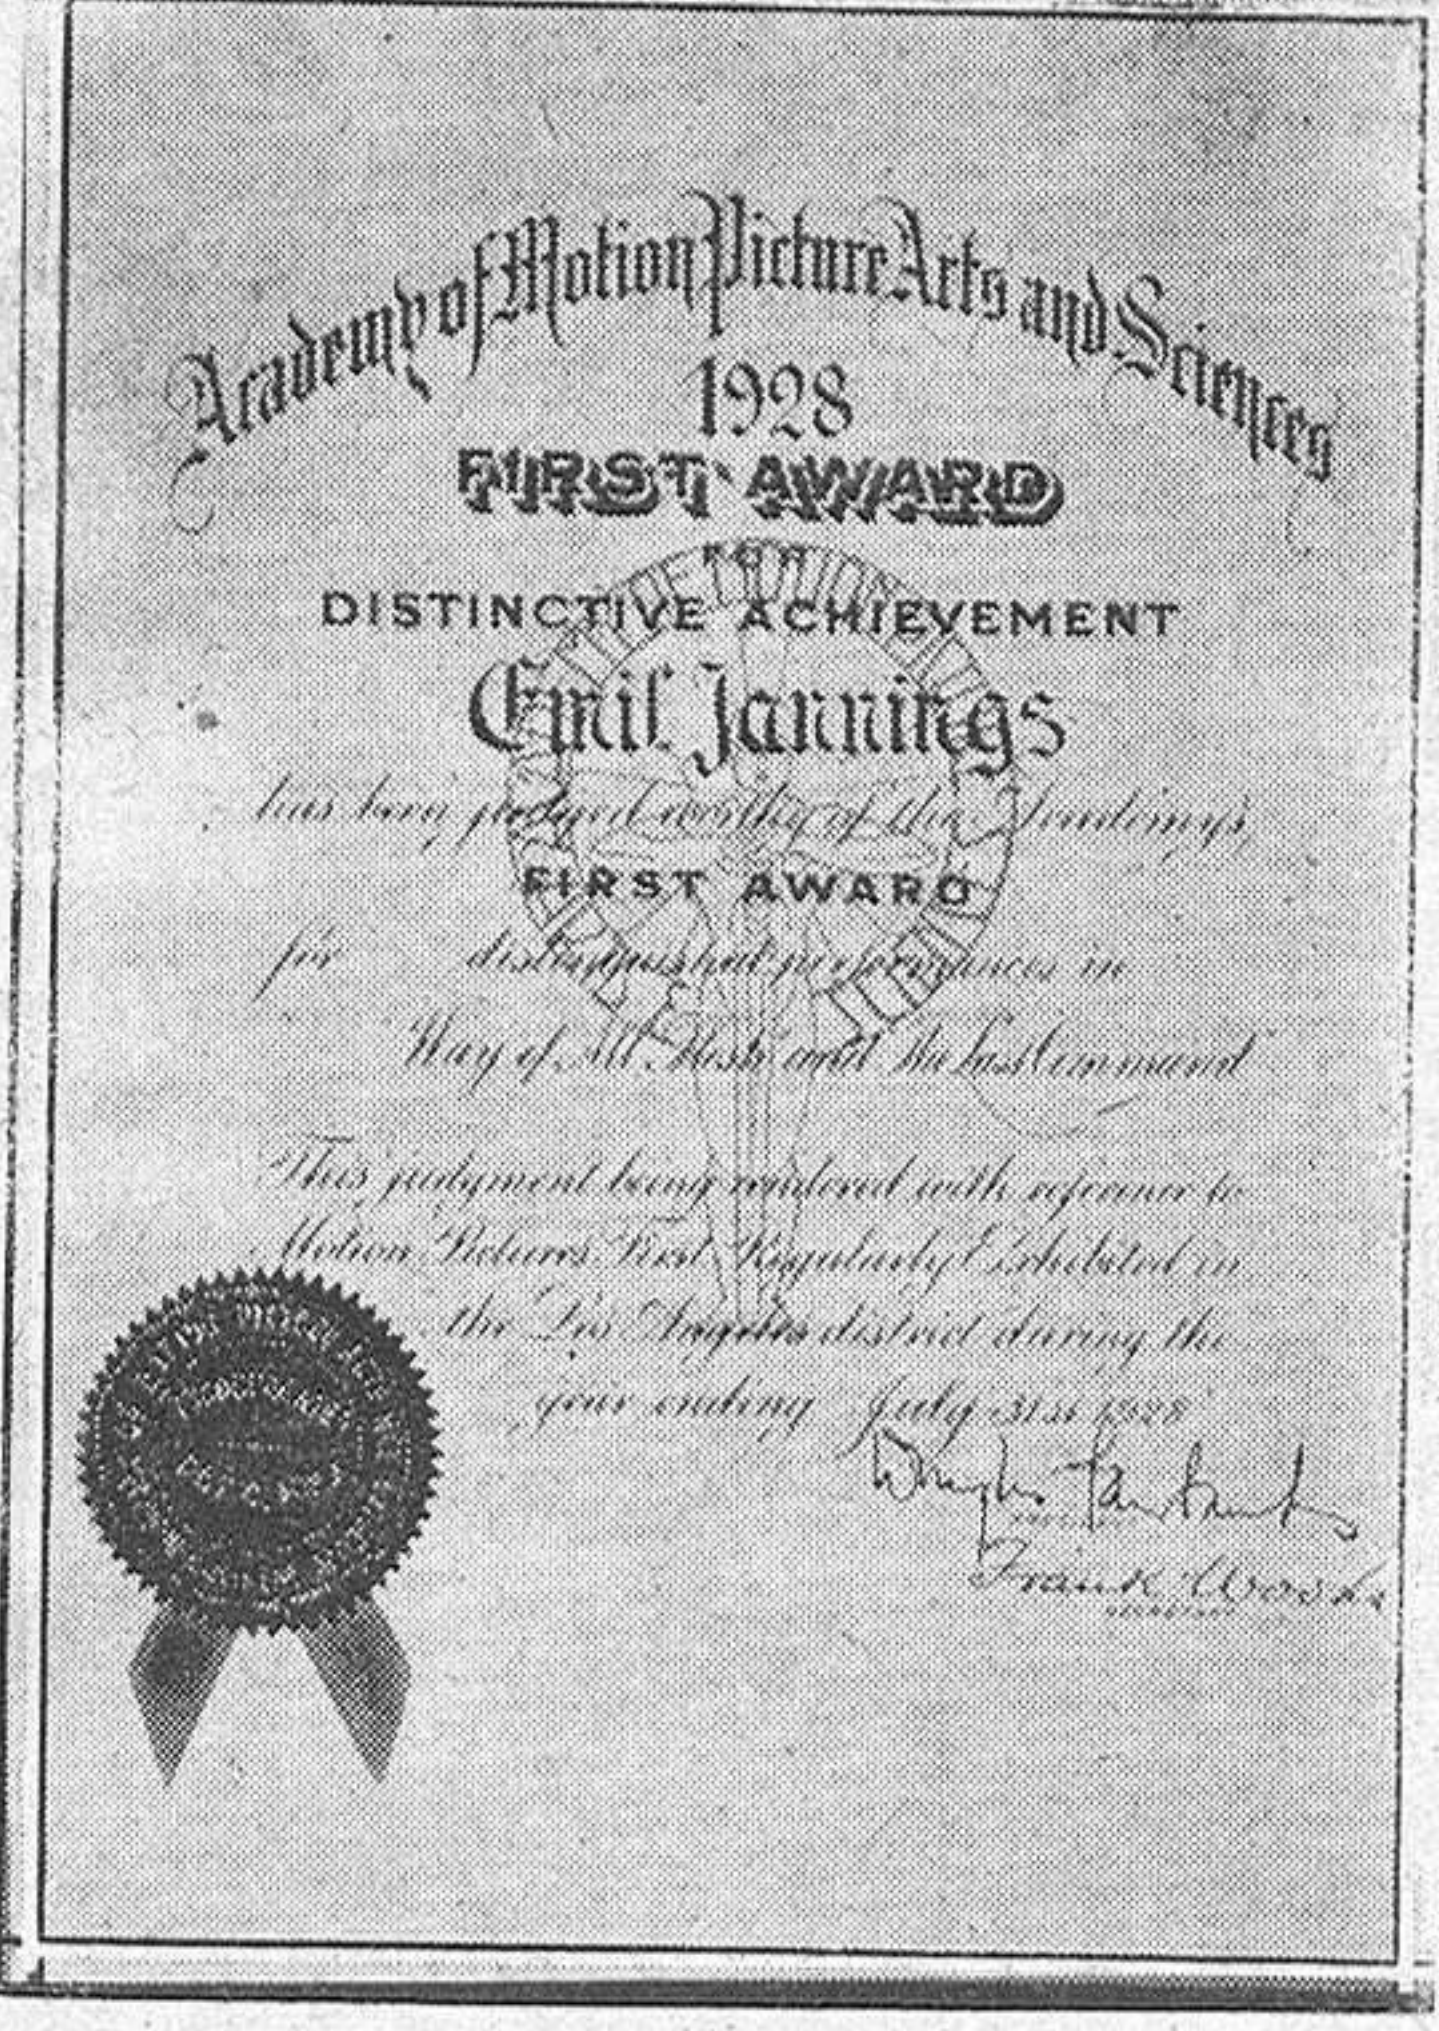 Academy of Motion Picture Arts and Sciences
1928
FIRST AWARD
FOR
DISTINCTIVE ACHIEVEMENT
Emil Jannings
has being judged worthy of the Academy's
FIRST AWARD
for distinguished performances in
"Way of All Flesh" and "The Last Command"
This judgment being rendered with reference to
Motion Pictures First Regularly Exhibited in
the Los Angeles district during the
year ending July 31st 1928
Douglas Fairbanks
PRESIDENT
Frank Woods
SECRETARY